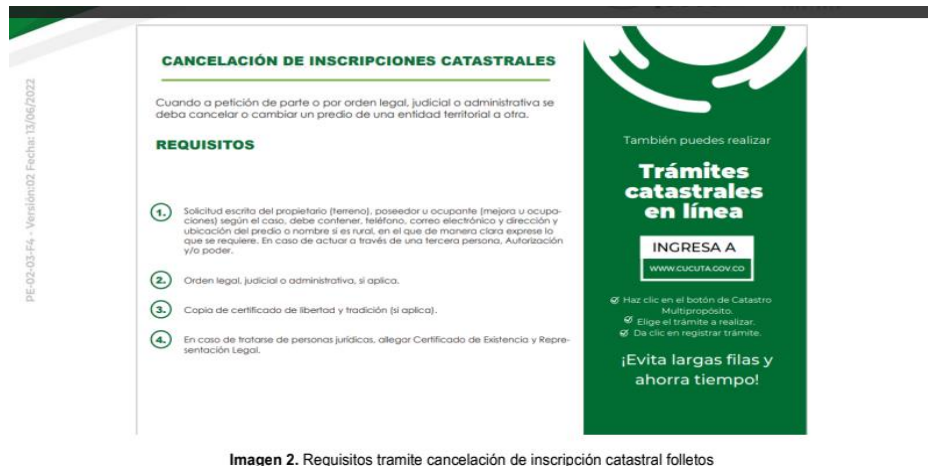 PE-02-03-F4 - Versión:02 Fecha: 13/06/2022
CANCELACIÓN DE INSCRIPCIONES CATASTRALES
Cuando a petición de parte o por orden legal, judicial o administrativa se
deba cancelar o cambiar un predio de una entidad territorial a otra.
REQUISITOS
1. Solicitud escrita del propietario (terreno), poseedor u ocupante (mejora u ocupa-
ciones) según el caso, debe contener, teléfono, correo electrónico y dirección y
ubicación del predio o nombre si es rural, en el que de manera clara exprese lo
que se requiere. En caso de actuar a través de una tercera persona, Autorización
y/o poder.
2. Orden legal, judicial o administrativa, si aplica.
3. Copia de certificado de libertad y tradición (si aplica).
4. En caso de tratarse de personas jurídicas, allegar Certificado de Existencia y Repre-
sentación Legal.
También puedes realizar
Trámites
catastrales
en línea
INGRESA A
WWW.CUCUTA.GOV.CO
Haz clic en el botón de Catastro
Multipropósito.
Elige el trámite a realizar.
Da clic en registrar trámite.
¡Evita largas filas y
ahorra tiempo!
Imagen 2. Requisitos tramite cancelación de inscripción catastral folletos